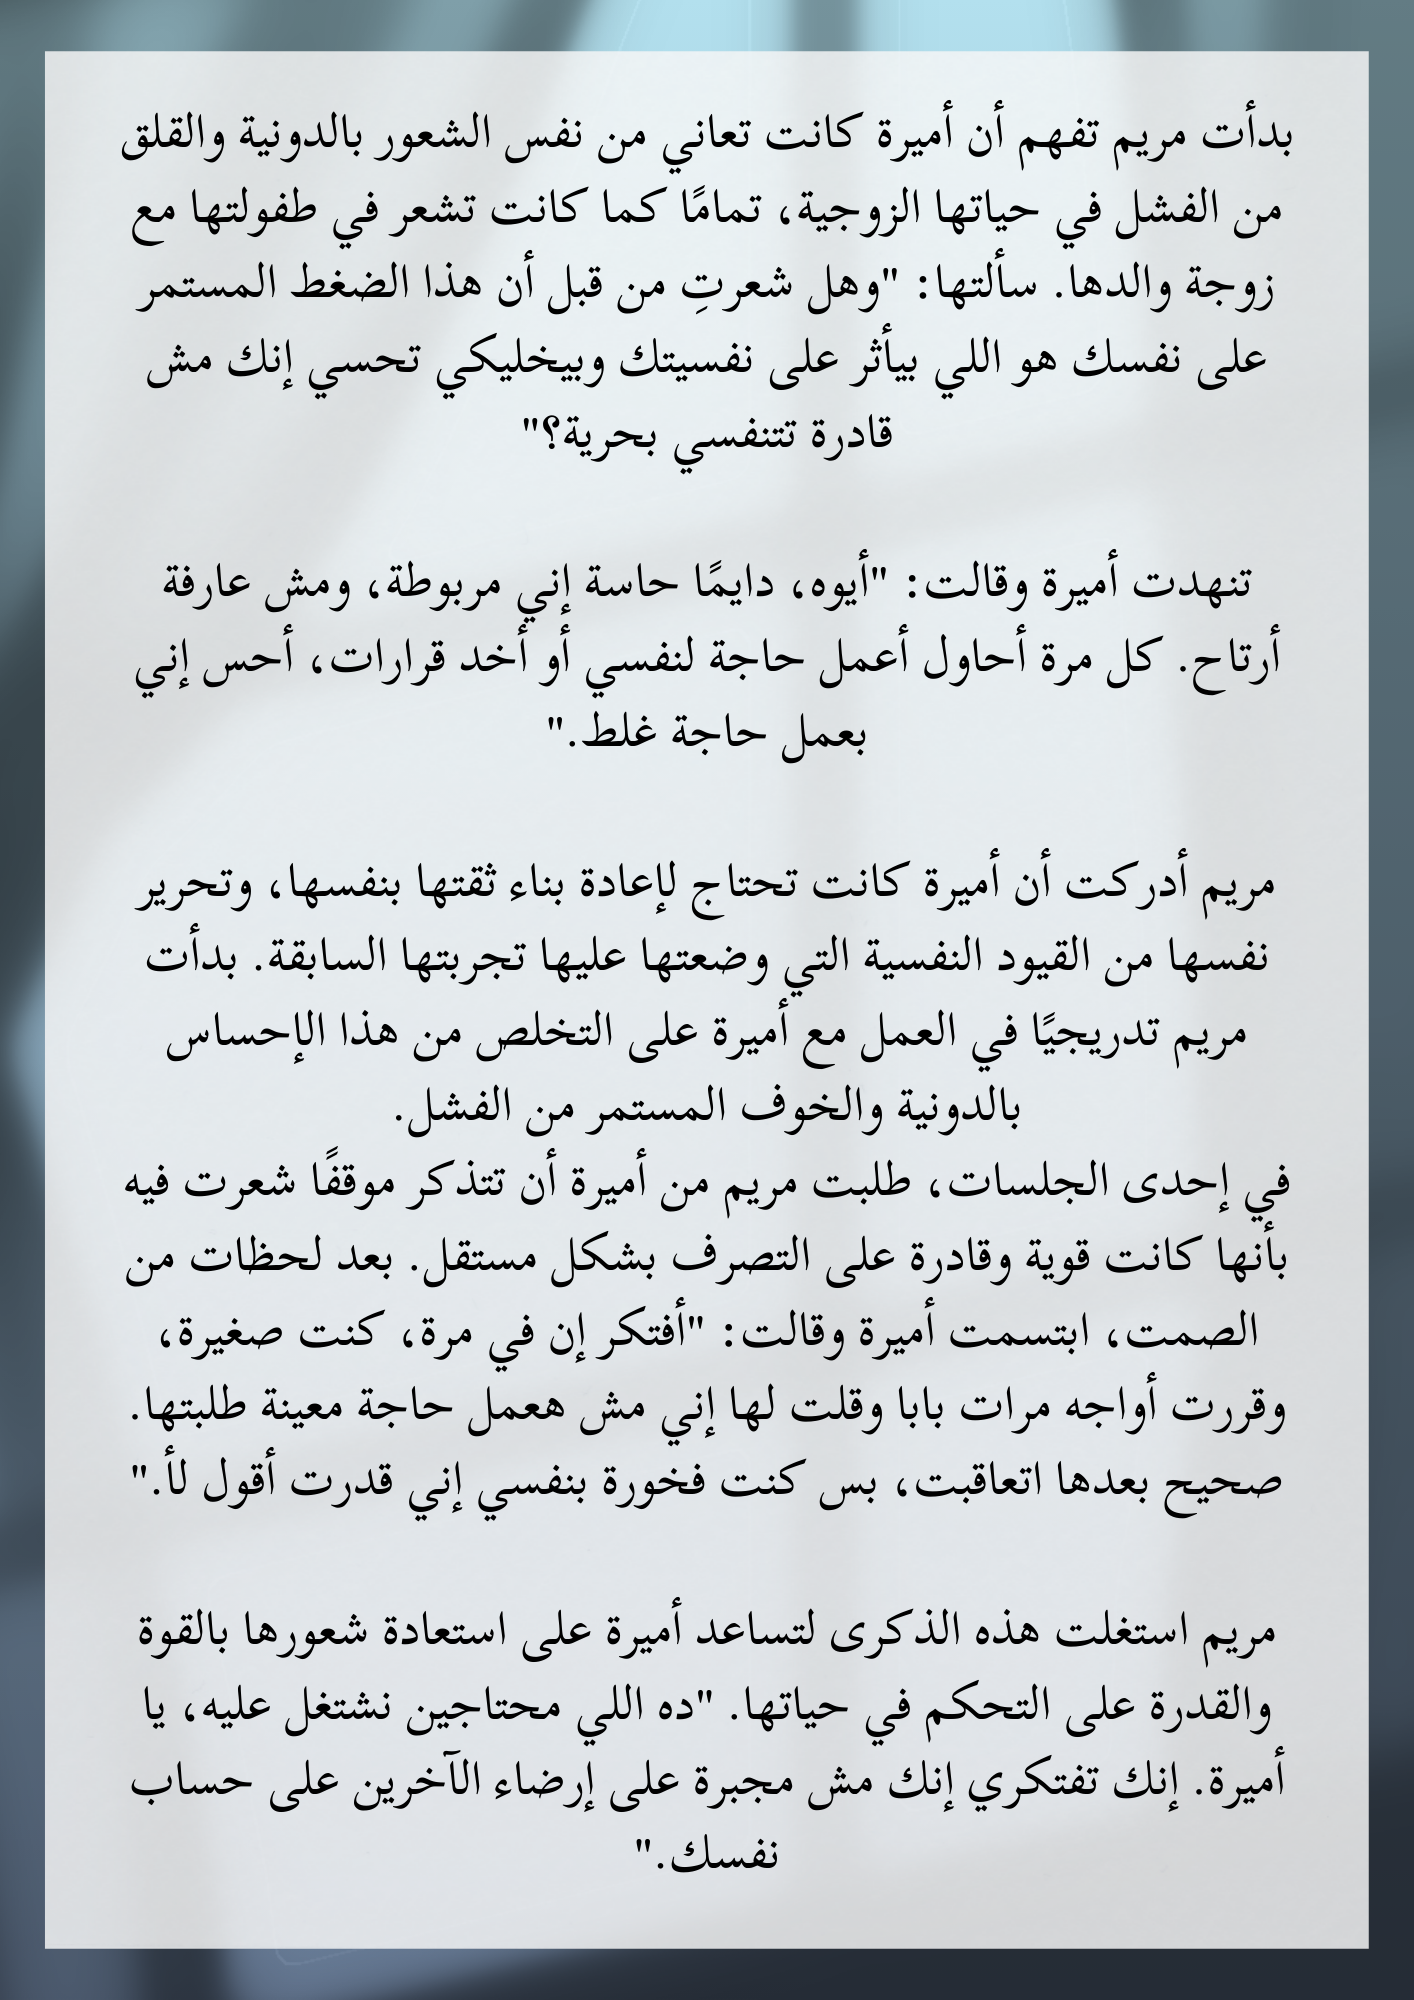 بدأت مريم تفهم أن أميرة كانت تعاني من نفس الشعور بالدونية والقلق
من الفشل في حياتها الزوجية، تمامًا كما كانت تشعر في طفولتها مع
زوجة والدها. سألتها: "وهل شعرتِ من قبل أن هذا الضغط المستمر
على نفسك هو اللي بيأثر على نفسيتك وبيخليكي تحسي إنك مش
قادرة تتنفسي بحرية؟"
تنهدت أميرة وقالت: "أيوه، دايمًا حاسة إني مربوطة، ومش عارفة
أرتاح. كل مرة أحاول أعمل حاجة لنفسي أو أخد قرارات، أحس إني
بعمل حاجة غلط."
مريم أدركت أن أميرة كانت تحتاج لإعادة بناء ثقتها بنفسها، وتحرير
نفسها من القيود النفسية التي وضعتها عليها تجربتها السابقة. بدأت
مريم تدريجيًا في العمل مع أميرة على التخلص من هذا الإحساس
بالدونية والخوف المستمر من الفشل.
في إحدى الجلسات، طلبت مريم من أميرة أن تتذكر موقفًا شعرت فيه
بأنها كانت قوية وقادرة على التصرف بشكل مستقل. بعد لحظات من
الصمت، ابتسمت أميرة وقالت: "أفتكر إن في مرة، كنت صغيرة،
وقررت أواجه مرات بابا وقلت لها إني مش هعمل حاجة معينة طلبتها.
صحيح بعدها اتعاقبت، بس كنت فخورة بنفسي إني قدرت أقول لأ."
مريم استغلت هذه الذكرى لتساعد أميرة على استعادة شعورها بالقوة
والقدرة على التحكم في حياتها. "ده اللي محتاجين نشتغل عليه، يا
أميرة. إنك تفتكري إنك مش مجبرة على إرضاء الآخرين على حساب
نفسك."